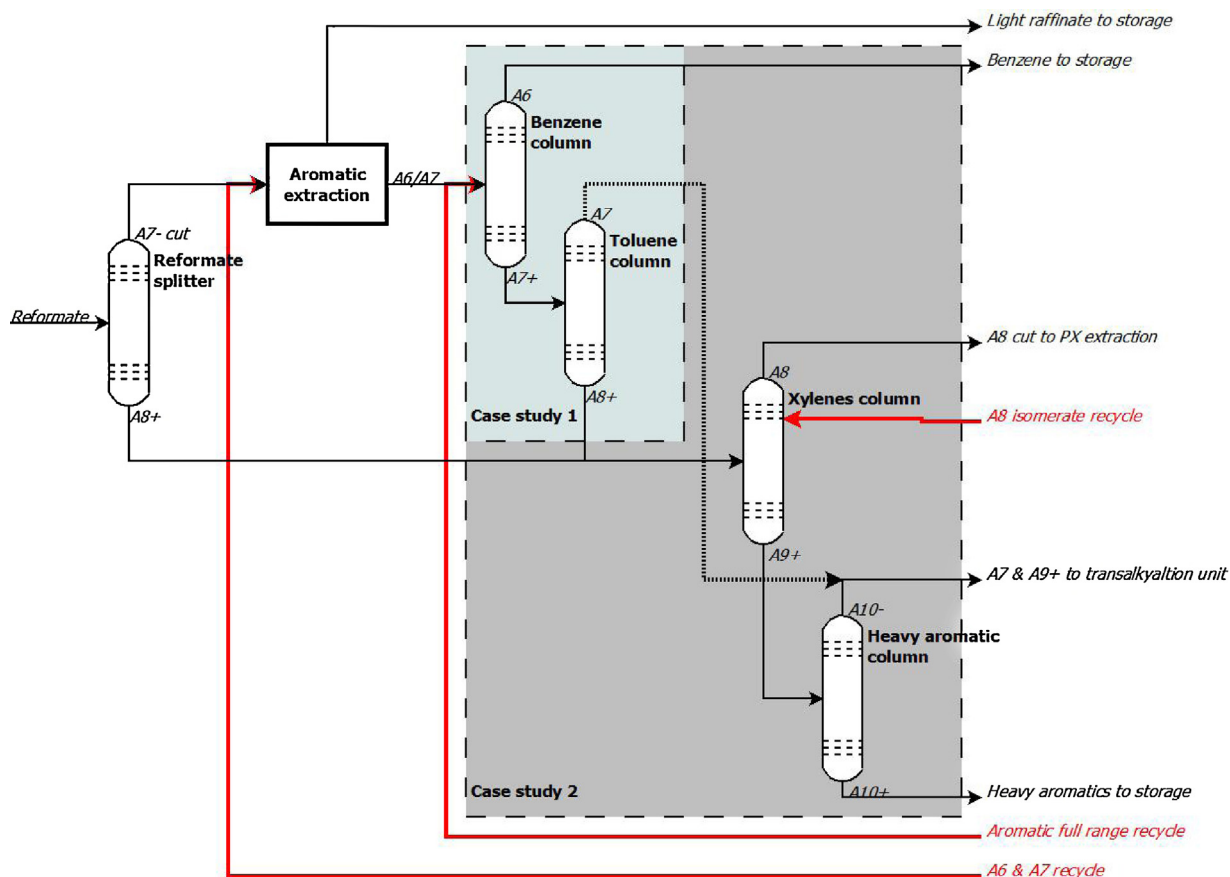 Light raffinate to storage
Benzene to storage
A6
Benzene
column
Aromatic
extraction
A6/A7
A7- cut
Reformate
splitter
A7
Toluene
column
A7+
Reformate
A8 cut to PX extraction
A8
Xylenes column
A8+
A8+
Case study 1
A8 isomerate recycle
A9+
A7 & A9+ to transalkyaltion unit
A10-
Heavy aromatic
column
Case study 2
A10+
Heavy aromatics to storage
Aromatic full range recycle
A6 & A7 recycle